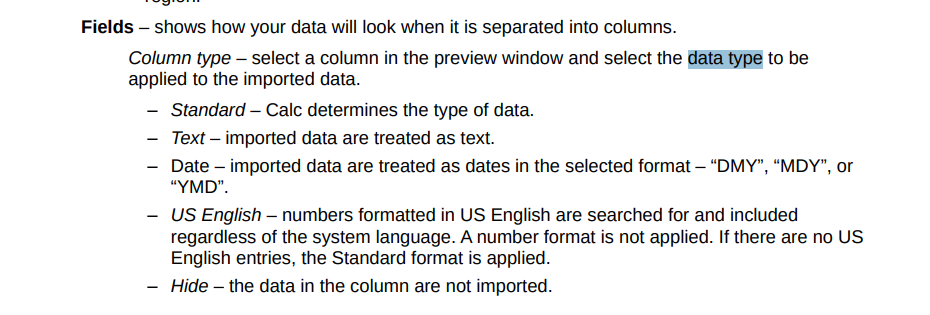 region.
Fields – shows how your data will look when it is separated into columns.
Column type – select a column in the preview window and select the data type to be
applied to the imported data.
– Standard – Calc determines the type of data.
– Text – imported data are treated as text.
– Date – imported data are treated as dates in the selected format – “DMY”, “MDY”, or
“YMD”.
– US English – numbers formatted in US English are searched for and included
regardless of the system language. A number format is not applied. If there are no US
English entries, the Standard format is applied.
– Hide – the data in the column are not imported.